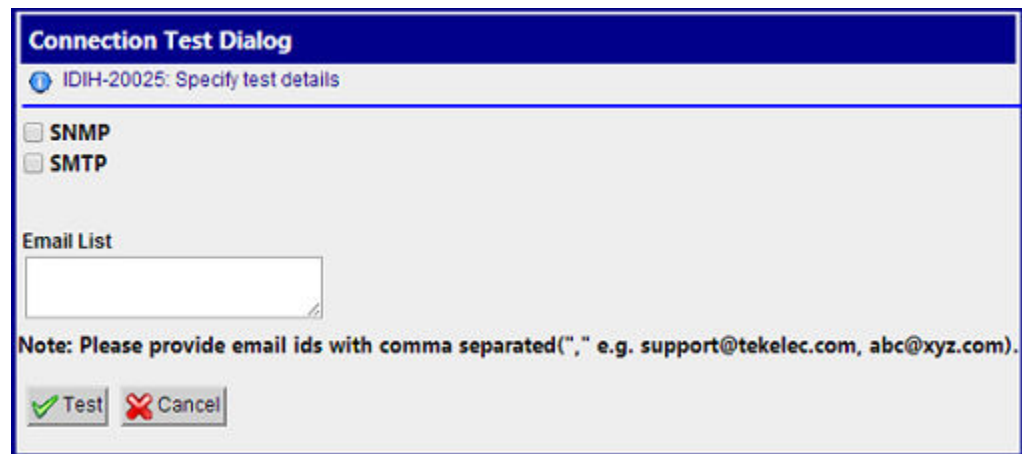 Connection Test Dialog
IDIH-20025: Specify test details
SNMP
SMTP
Email List
Note: Please provide email ids with comma separated("," e.g. support@tekelec.com, abc@xyz.com).
Test Cancel